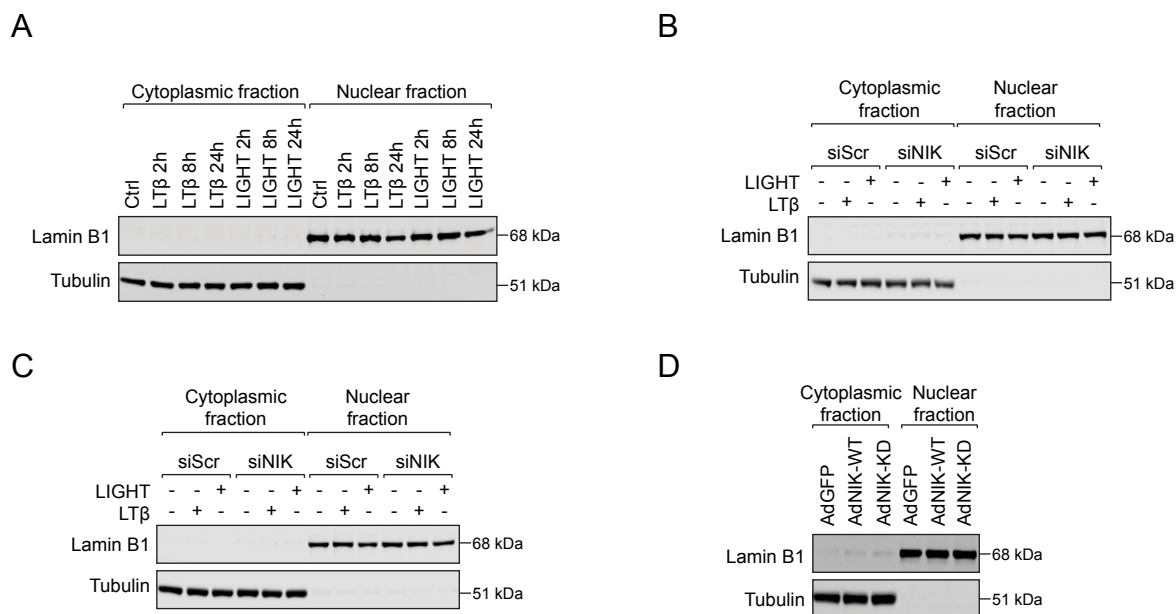 A
Cytoplasmic fraction Nuclear fraction
Ctrl LTβ 2h LTβ 8h LTβ 24h LIGHT 2h LIGHT 8h LIGHT 24h Ctrl LTβ 2h LTβ 8h LTβ 24h LIGHT 2h LIGHT 8h LIGHT 24h
Lamin B1 68 kDa
Tubulin 51 kDa
B
Cytoplasmic Nuclear
fraction fraction
siScr siNIK siScr siNIK
LIGHT - - + - - + - - + - - +
LTβ - + - - + - - + - - + -
Lamin B1 68 kDa
Tubulin 51 kDa
C
Cytoplasmic Nuclear
fraction fraction
siScr siNIK siScr siNIK
LIGHT - - + - - + - - + - - +
LTβ - + - - + - - + - - + -
Lamin B1 68 kDa
Tubulin 51 kDa
D
Cytoplasmic Nuclear
fraction fraction
AdGFP AdNIK-WT AdNIK-KD AdGFP AdNIK-WT AdNIK-KD
Lamin B1 68 kDa
Tubulin 51 kDa